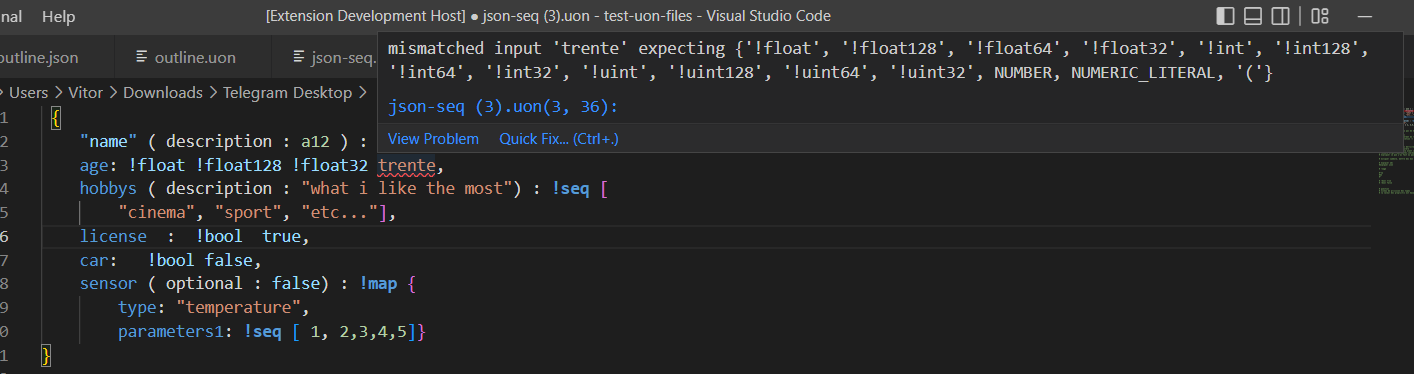 nal Help [Extension Development Host] ● json-seq (3).uon - test-uon-files - Visual Studio Code
outline.json outline.uon json-seq.
mismatched input 'trente' expecting {'!float', '!float128', '!float64', '!float32', '!int', '!int128',
'!int64', '!int32', '!uint', '!uint128', '!uint64', '!uint32', NUMBER, NUMERIC_LITERAL, '('}
json-seq (3).uon(3, 36):
View Problem Quick Fix... (Ctrl+.)
> Users > Vitor > Downloads > Telegram Desktop >
1 {
2 "name" ( description : a12 ) :
3 age: !float !float128 !float32 trente,
4 hobbys ( description : "what i like the most") : !seq [
5 "cinema", "sport", "etc..."],
6 license : !bool true,
7 car: !bool false,
8 sensor ( optional : false) : !map {
9 type: "temperature",
0 parameters1: !seq [ 1, 2,3,4,5]}
1 }